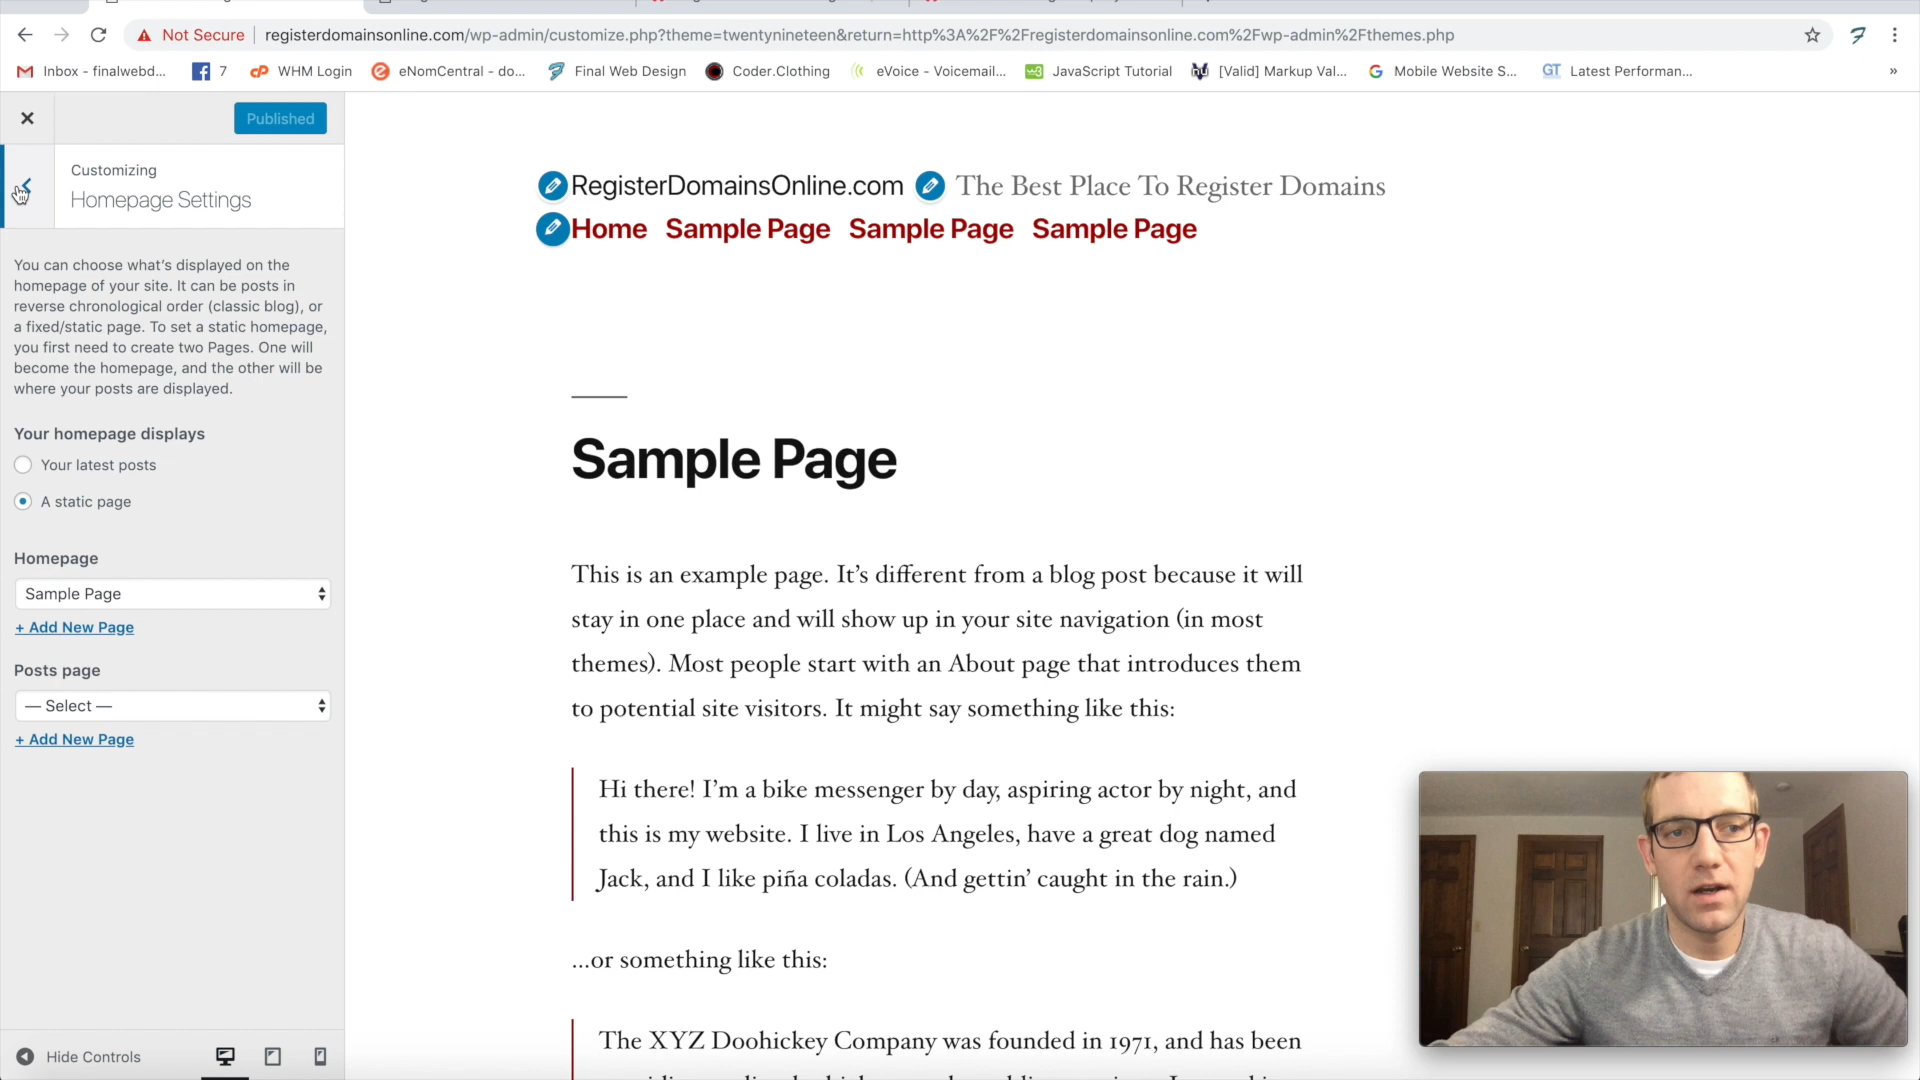 Not Secure registerdomainsonline.com/wp-admin/customize.php?theme=twentynineteen&return=http%3A%2F%2Fregisterdomainsonline.com%2Fwp-admin%2Fthemes.php
Inbox - finalwebd... 7 WHM Login eNomCentral - do... Final Web Design Coder.Clothing eVoice - Voicemail... JavaScript Tutorial [Valid] Markup Val... Mobile Website S... Latest Performan... »
Published
Customizing
Homepage Settings
You can choose what's displayed on the
homepage of your site. It can be posts in
reverse chronological order (classic blog), or
a fixed/static page. To set a static homepage,
you first need to create two Pages. One will
become the homepage, and the other will be
where your posts are displayed.
Your homepage displays
Your latest posts
A static page
Homepage
Sample Page
+ Add New Page
Posts page
— Select —
+ Add New Page
Hide Controls
RegisterDomainsOnline.com The Best Place To Register Domains
Home Sample Page Sample Page Sample Page
Sample Page
This is an example page. It’s different from a blog post because it will
stay in one place and will show up in your site navigation (in most
themes). Most people start with an About page that introduces them
to potential site visitors. It might say something like this:
Hi there! I’m a bike messenger by day, aspiring actor by night, and
this is my website. I live in Los Angeles, have a great dog named
Jack, and I like piña coladas. (And gettin’ caught in the rain.)
...or something like this:
The XYZ Doohickey Company was founded in 1971, and has been